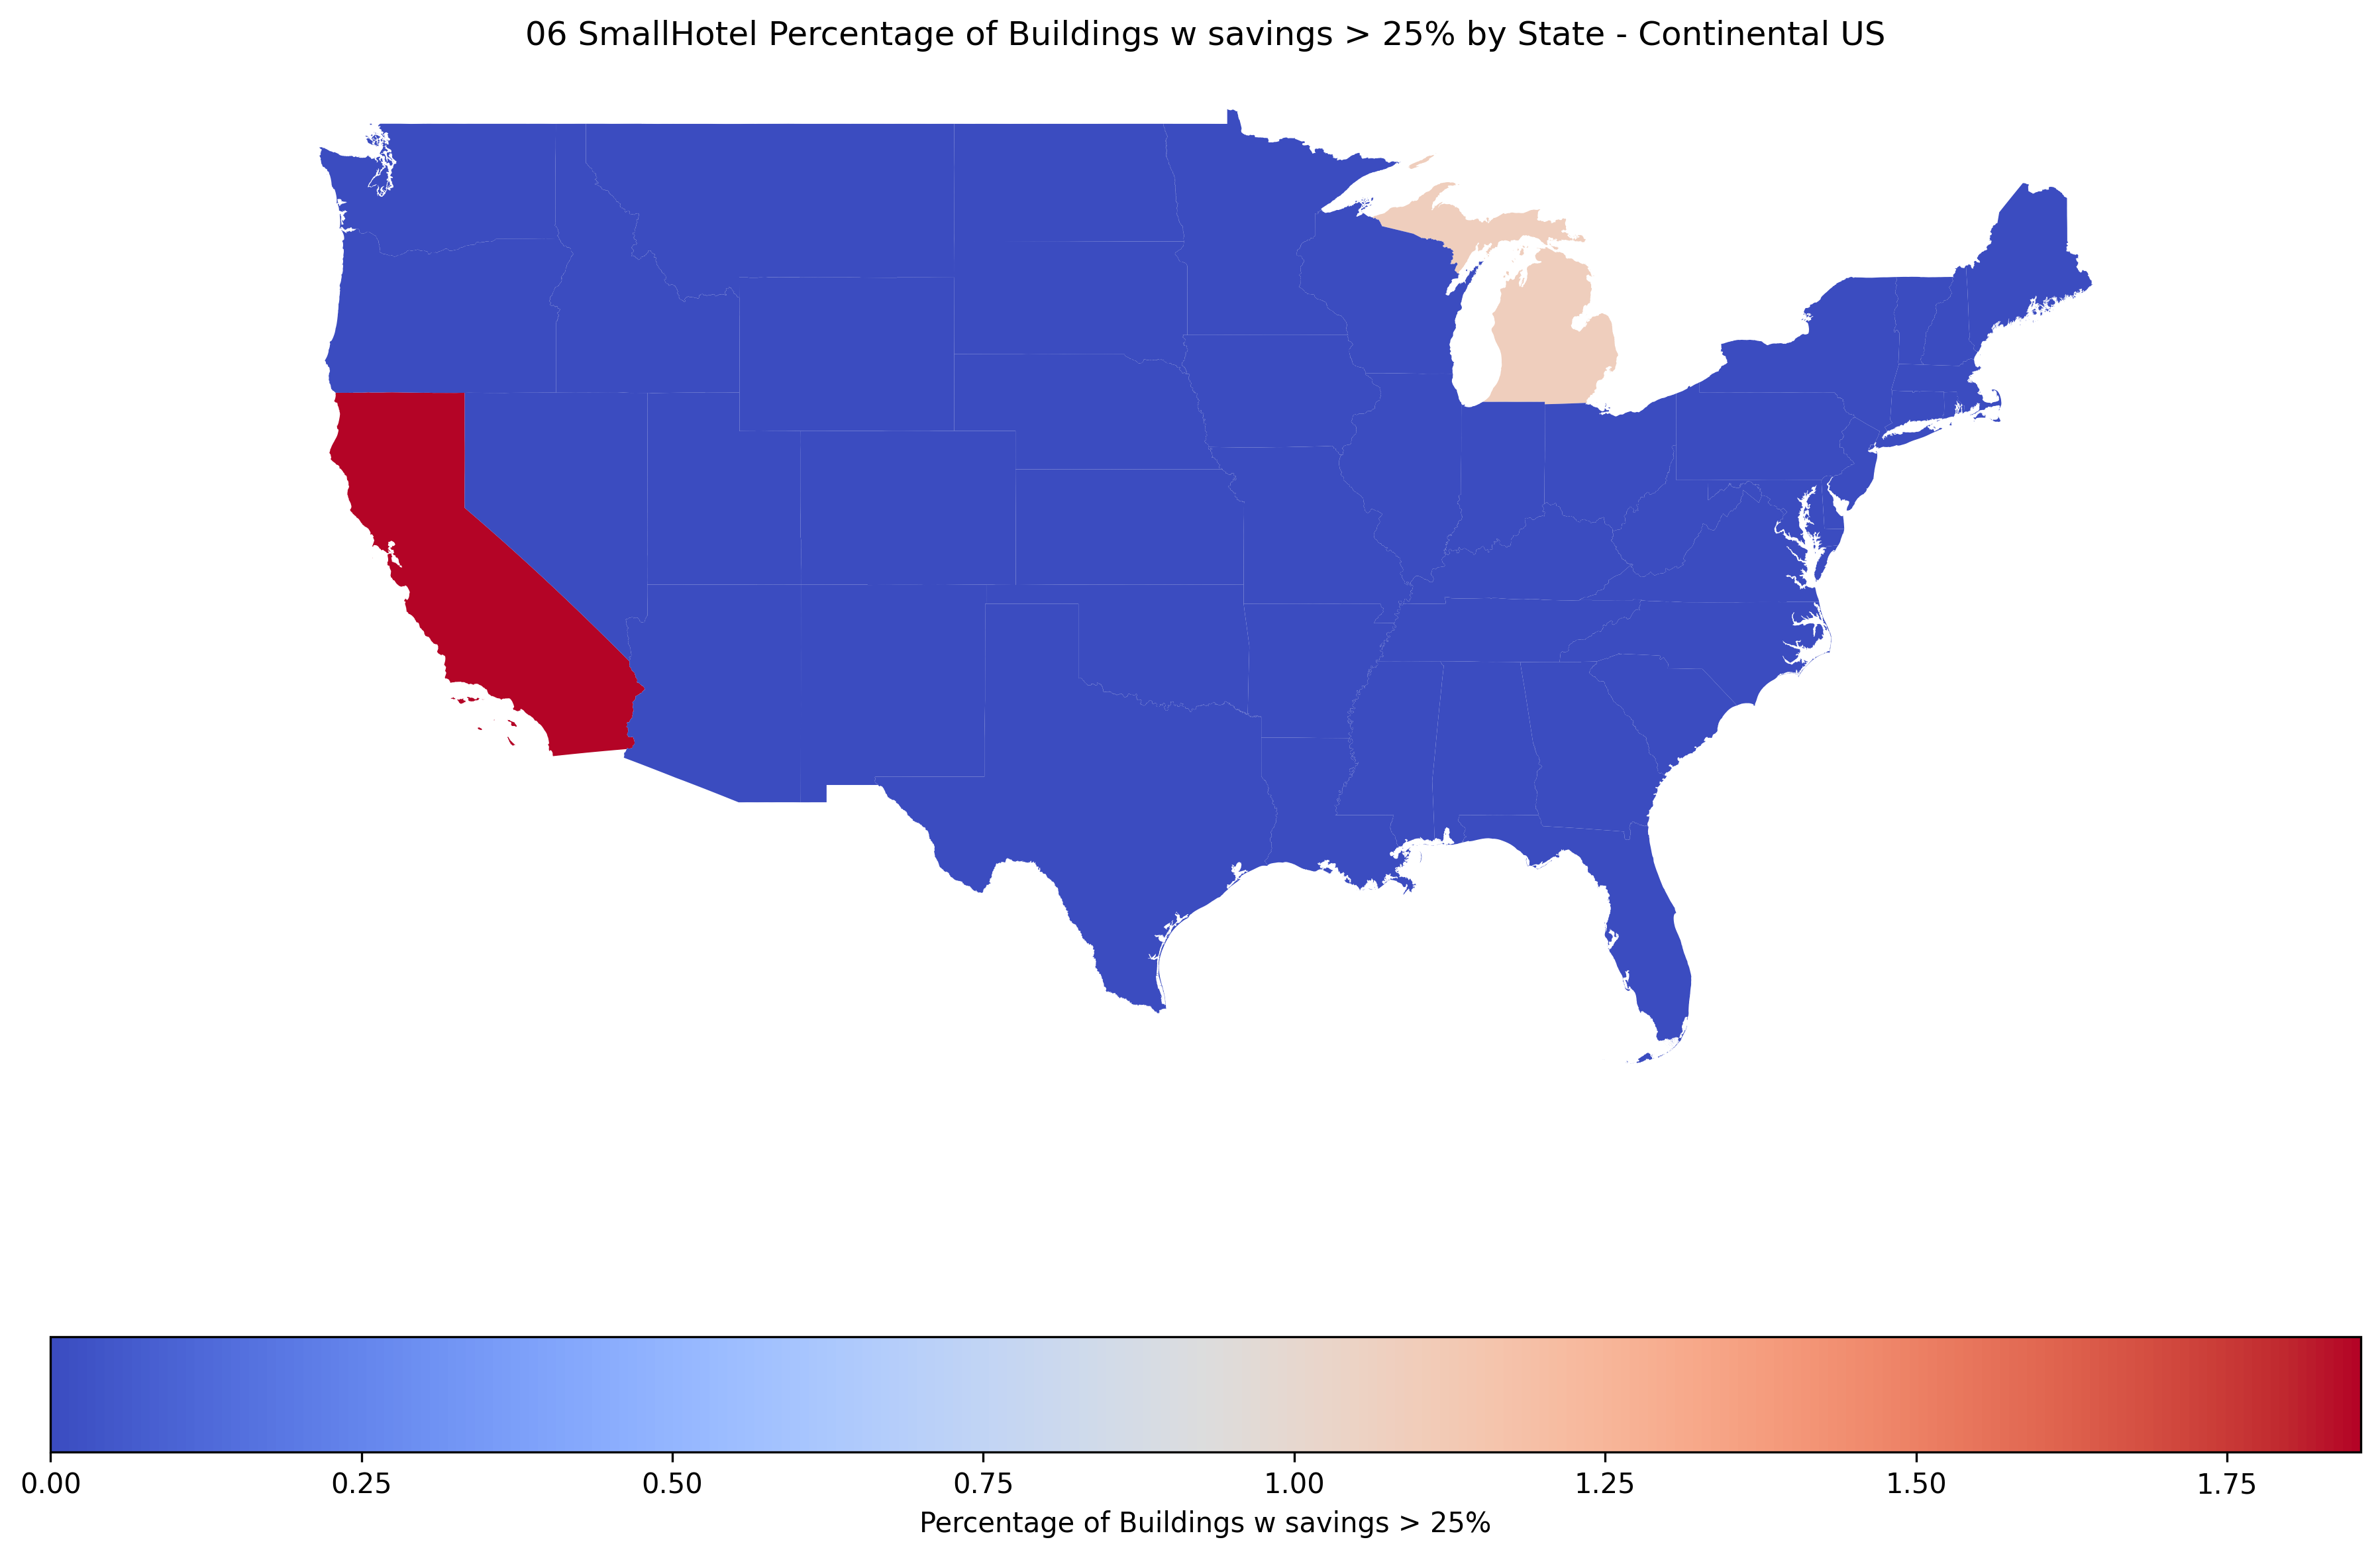 06 SmallHotel Percentage of Buildings w savings > 25% by State - Continental US
0.00 0.25 0.50 0.75 1.00 1.25 1.50 1.75
Percentage of Buildings w savings > 25%